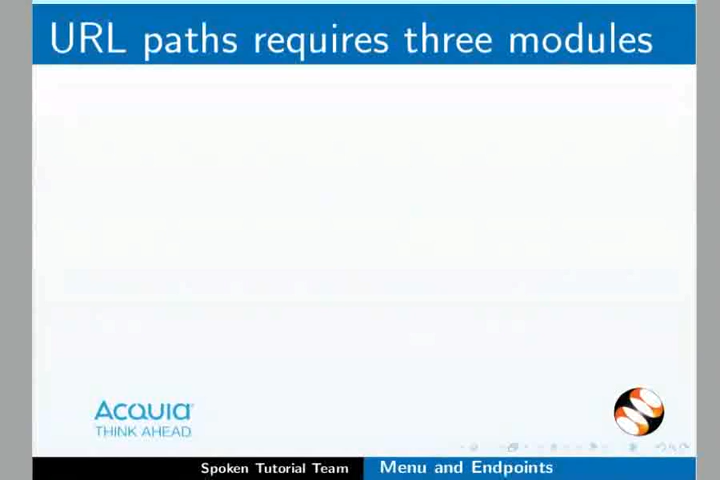 URL paths requires three modules
Acquia
THINK AHEAD
Spoken Tutorial Team
Menu and Endpoints